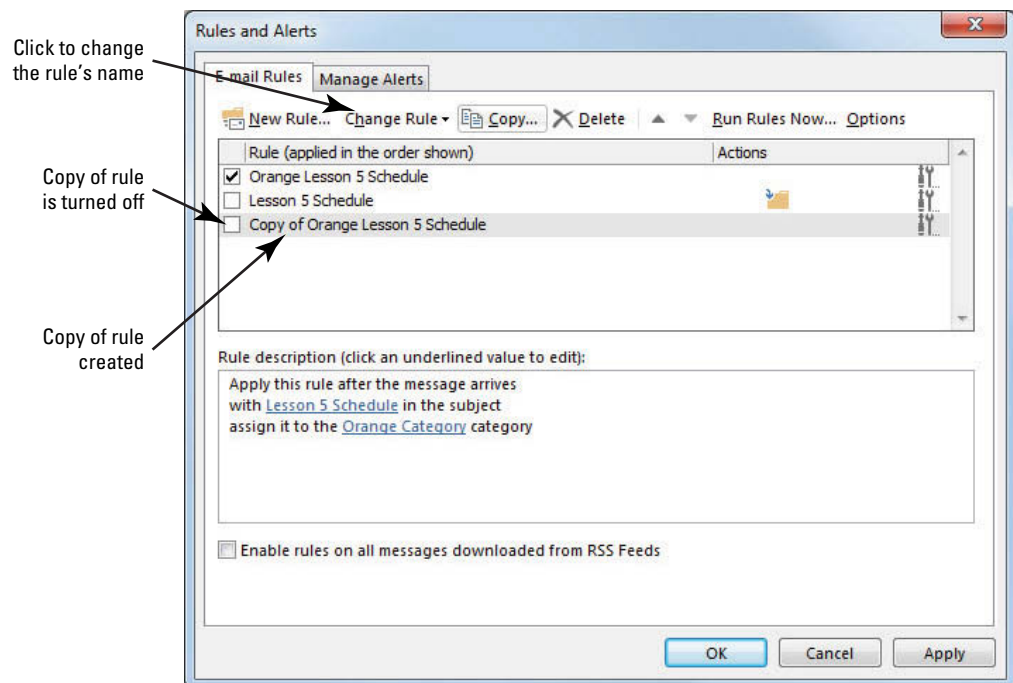 Rules and Alerts
Click to change
the rule's name
E-mail Rules
Manage Alerts
New Rule... Change Rule Copy... Delete Run Rules Now... Options
Rule (applied in the order shown) Actions
Orange Lesson 5 Schedule
Lesson 5 Schedule
Copy of Orange Lesson 5 Schedule
Copy of rule
is turned off
Copy of rule
created
Rule description (click an underlined value to edit):
Apply this rule after the message arrives
with Lesson 5 Schedule in the subject
assign it to the Orange Category category
Enable rules on all messages downloaded from RSS Feeds
OK Cancel Apply